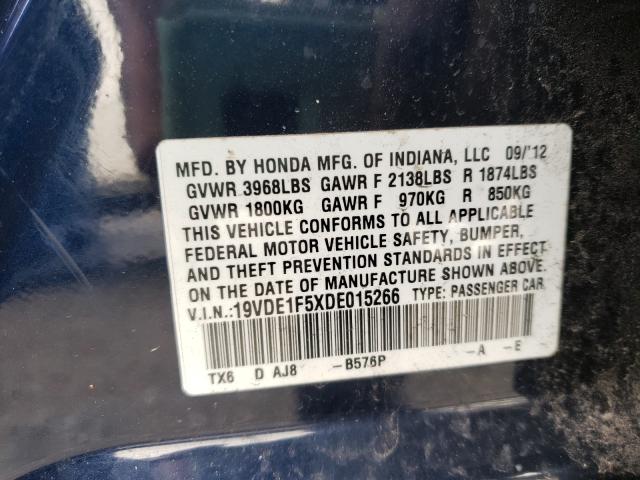 MFD. BY HONDA MFG. OF INDIANA, LLC 09/'12
GVWR 3968LBS GAWR F 2138LBS R 1874LBS
GVWR 1800KG GAWR F 970KG R 850KG
THIS VEHICLE CONFORMS TO ALL APPLICABLE
FEDERAL MOTOR VEHICLE SAFETY, BUMPER,
AND THEFT PREVENTION STANDARDS IN EFFECT
ON THE DATE OF MANUFACTURE SHOWN ABOVE.
V.I.N.:19VDE1F5XDE015266 TYPE: PASSENGER CAR
TX6 D AJ8 -B576P -A -E